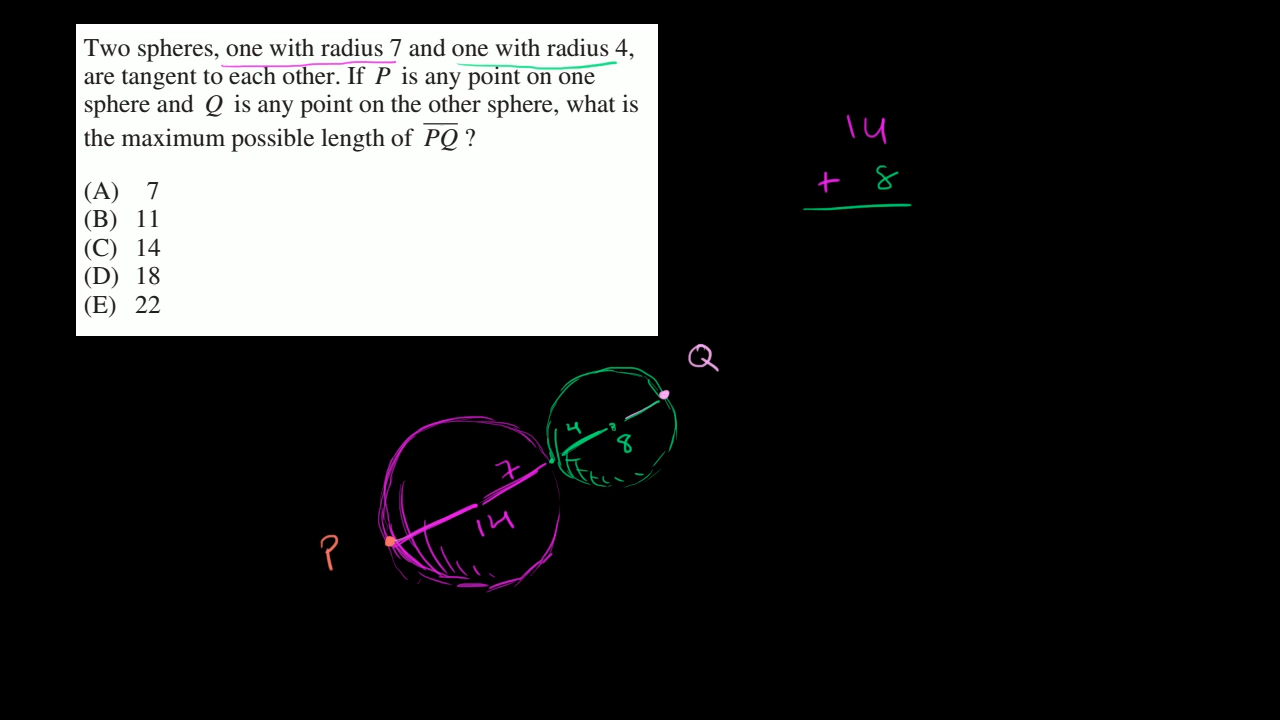 Two spheres, one with radius 7 and one with radius 4,
are tangent to each other. If P is any point on one
sphere and Q is any point on the other sphere, what is
the maximum possible length of PQ ?
(A) 7
(B) 11
(C) 14
(D) 18
(E) 22
14
+ 8
Q
4
8
7
14
P